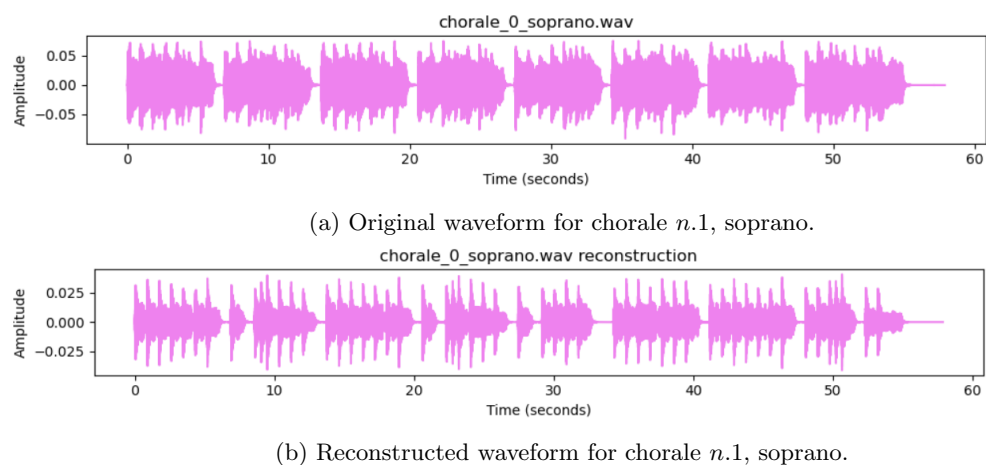 chorale_0_soprano.wav
0.05
0.00
−0.05
Amplitude
0 10 20 30 40 50 60
Time (seconds)
(a) Original waveform for chorale n.1, soprano.
chorale_0_soprano.wav reconstruction
0.025
0.000
−0.025
Amplitude
0 10 20 30 40 50 60
Time (seconds)
(b) Reconstructed waveform for chorale n.1, soprano.